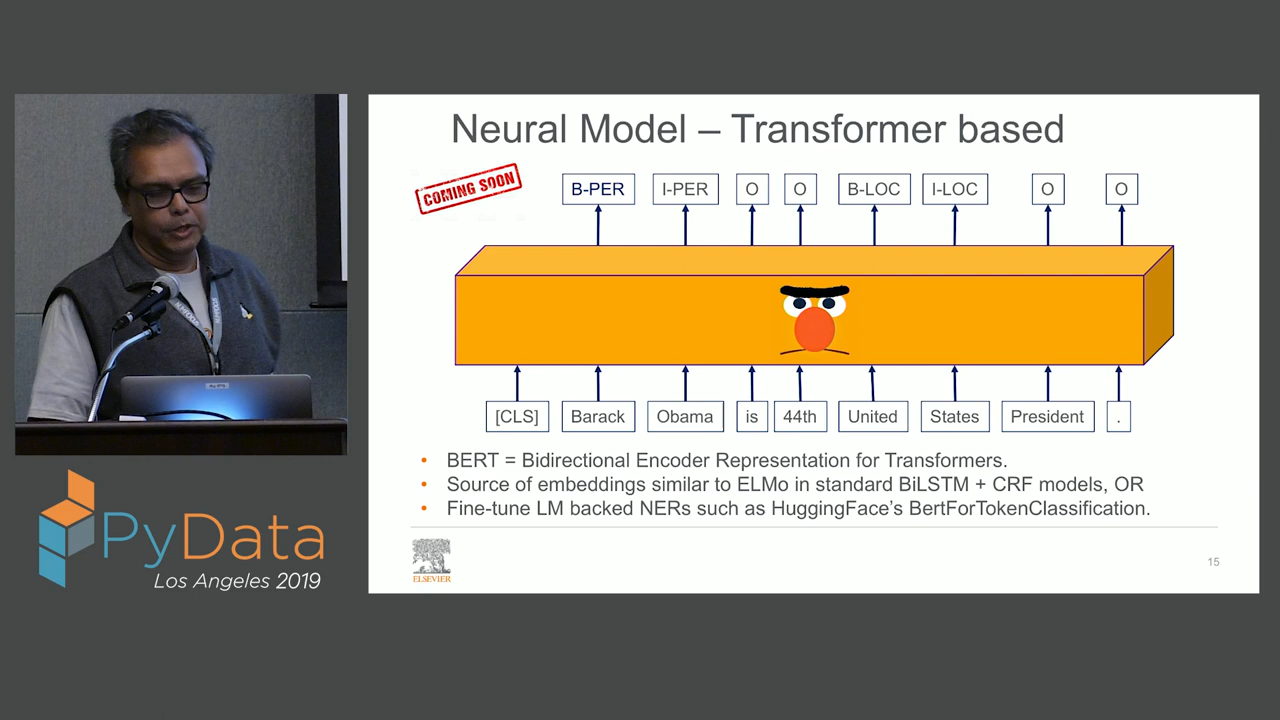 Neural Model – Transformer based
COMING SOON
B-PER I-PER O O B-LOC I-LOC O O
[CLS] Barack Obama is 44th United States President .
• BERT = Bidirectional Encoder Representation for Transformers.
• Source of embeddings similar to ELMo in standard BiLSTM + CRF models, OR
• Fine-tune LM backed NERs such as HuggingFace's BertForTokenClassification.
ELSEVIER
15
PyData
Los Angeles 2019